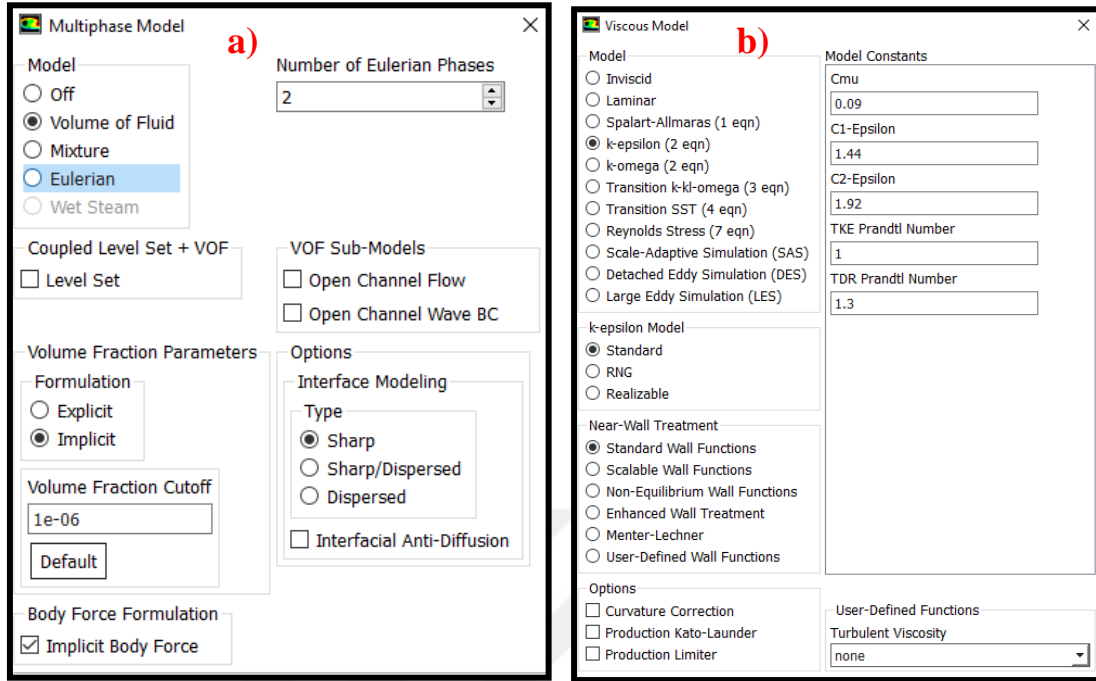 Multiphase Model
a)
Model
Off
Volume of Fluid
Mixture
Eulerian
Wet Steam
Number of Eulerian Phases
2
Coupled Level Set + VOF
Level Set
VOF Sub-Models
Open Channel Flow
Open Channel Wave BC
Volume Fraction Parameters
Formulation
Explicit
Implicit
Volume Fraction Cutoff
1e-06
Default
Options
Interface Modeling
Type
Sharp
Sharp/Dispersed
Dispersed
Interfacial Anti-Diffusion
Body Force Formulation
Implicit Body Force
Viscous Model
b)
Model
Inviscid
Laminar
Spalart-Allmaras (1 eqn)
k-epsilon (2 eqn)
k-omega (2 eqn)
Transition k-kl-omega (3 eqn)
Transition SST (4 eqn)
Reynolds Stress (7 eqn)
Scale-Adaptive Simulation (SAS)
Detached Eddy Simulation (DES)
Large Eddy Simulation (LES)
k-epsilon Model
Standard
RNG
Realizable
Near-Wall Treatment
Standard Wall Functions
Scalable Wall Functions
Non-Equilibrium Wall Functions
Enhanced Wall Treatment
Menter-Lechner
User-Defined Wall Functions
Options
Curvature Correction
Production Kato-Launder
Production Limiter
Model Constants
Cmu
0.09
C1-Epsilon
1.44
C2-Epsilon
1.92
TKE Prandtl Number
1
TDR Prandtl Number
1.3
User-Defined Functions
Turbulent Viscosity
none